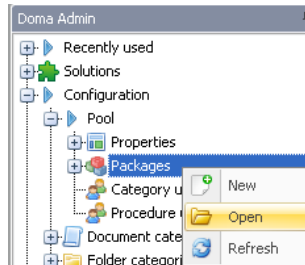 Doma Admin
Recently used
Solutions
Configuration
Pool
Properties
Packages
Category u
New
Procedure
Open
Document cate
Refresh
Folder categori